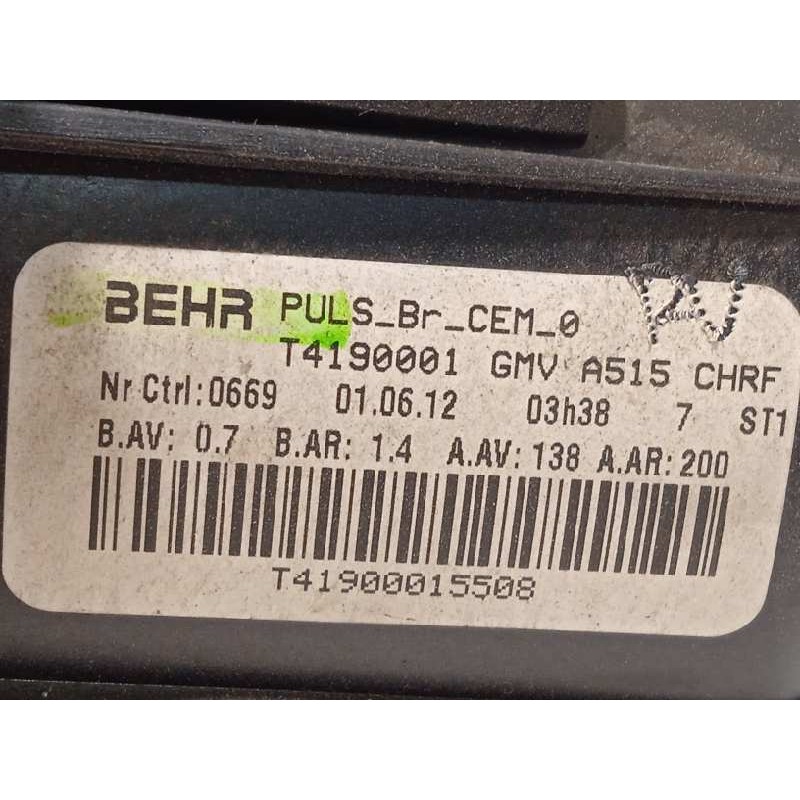 BEHR PULS_Br_CEM_0
T4190001 GMV A515 CHRF
Nr Ctrl:0669 01.06.12 03h38 7 ST1
B.AV: 0.7 B.AR: 1.4 A.AV:138 A.AR:200
T41900015508